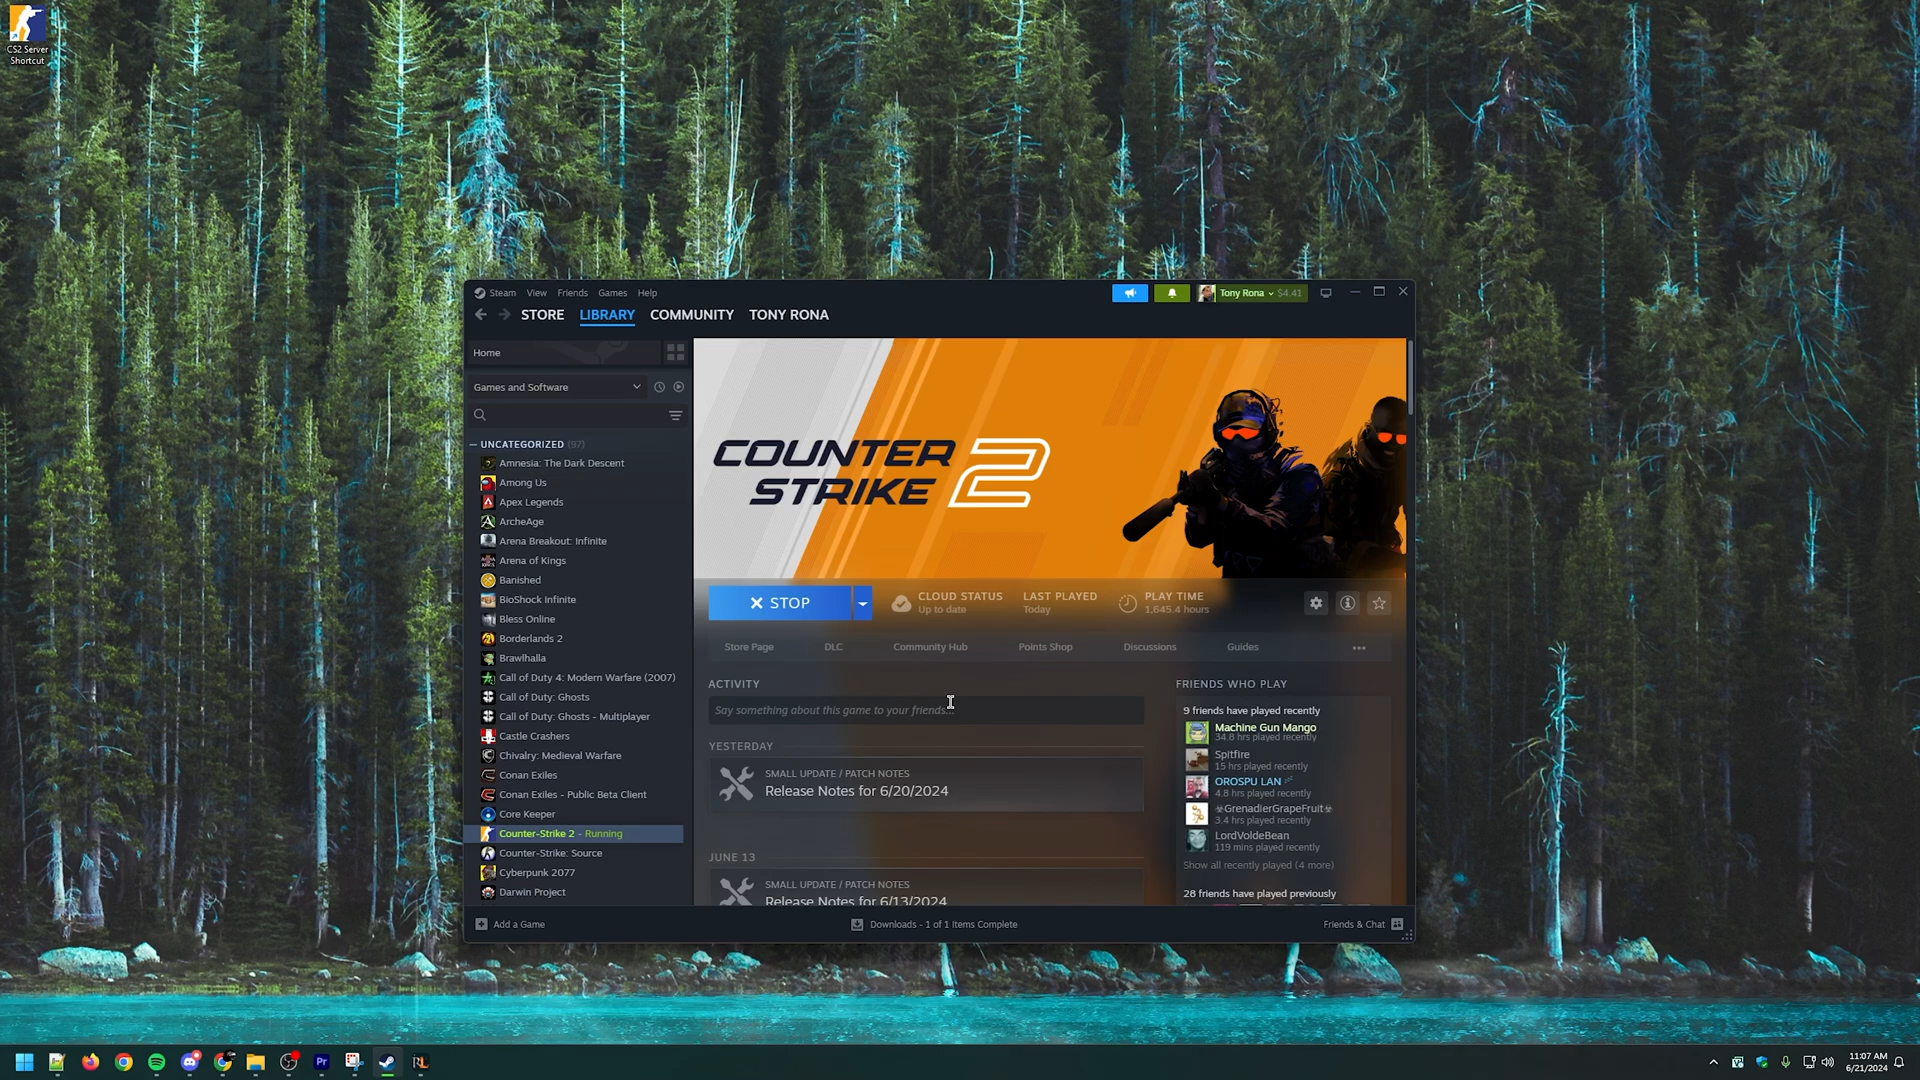 CS2 Server
Shortcut
Steam View Friends Games Help
Tony Rona $4.41
STORE LIBRARY COMMUNITY TONY RONA
Home
Games and Software
UNCATEGORIZED (97)
Amnesia: The Dark Descent
Among Us
Apex Legends
ArcheAge
Arena Breakout: Infinite
Arena of Kings
Banished
BioShock Infinite
Bless Online
Borderlands 2
Brawlhalla
Call of Duty 4: Modern Warfare (2007)
Call of Duty: Ghosts
Call of Duty: Ghosts - Multiplayer
Castle Crashers
Chivalry: Medieval Warfare
Conan Exiles
Conan Exiles - Public Beta Client
Core Keeper
Counter-Strike 2 - Running
Counter-Strike: Source
Cyberpunk 2077
Darwin Project
COUNTER
STRIKE 2
STOP
CLOUD STATUS
Up to date
LAST PLAYED
Today
PLAY TIME
1,645.4 hours
Store Page DLC Community Hub Points Shop Discussions Guides
ACTIVITY
Say something about this game to your friends...
YESTERDAY
SMALL UPDATE / PATCH NOTES
Release Notes for 6/20/2024
JUNE 13
SMALL UPDATE / PATCH NOTES
Release Notes for 6/13/2024
FRIENDS WHO PLAY
9 friends have played recently
Machine Gun Mango
34.8 hrs played recently
Spitfire
15 hrs played recently
OROSPU LAN
4.8 hrs played recently
☣GrenadierGrapeFruit☣
3.4 hrs played recently
LordVoldeBean
119 mins played recently
Show all recently played (4 more)
28 friends have played previously
Add a Game
Downloads - 1 of 1 Items Complete
Friends & Chat
Pr
11:07 AM
6/21/2024